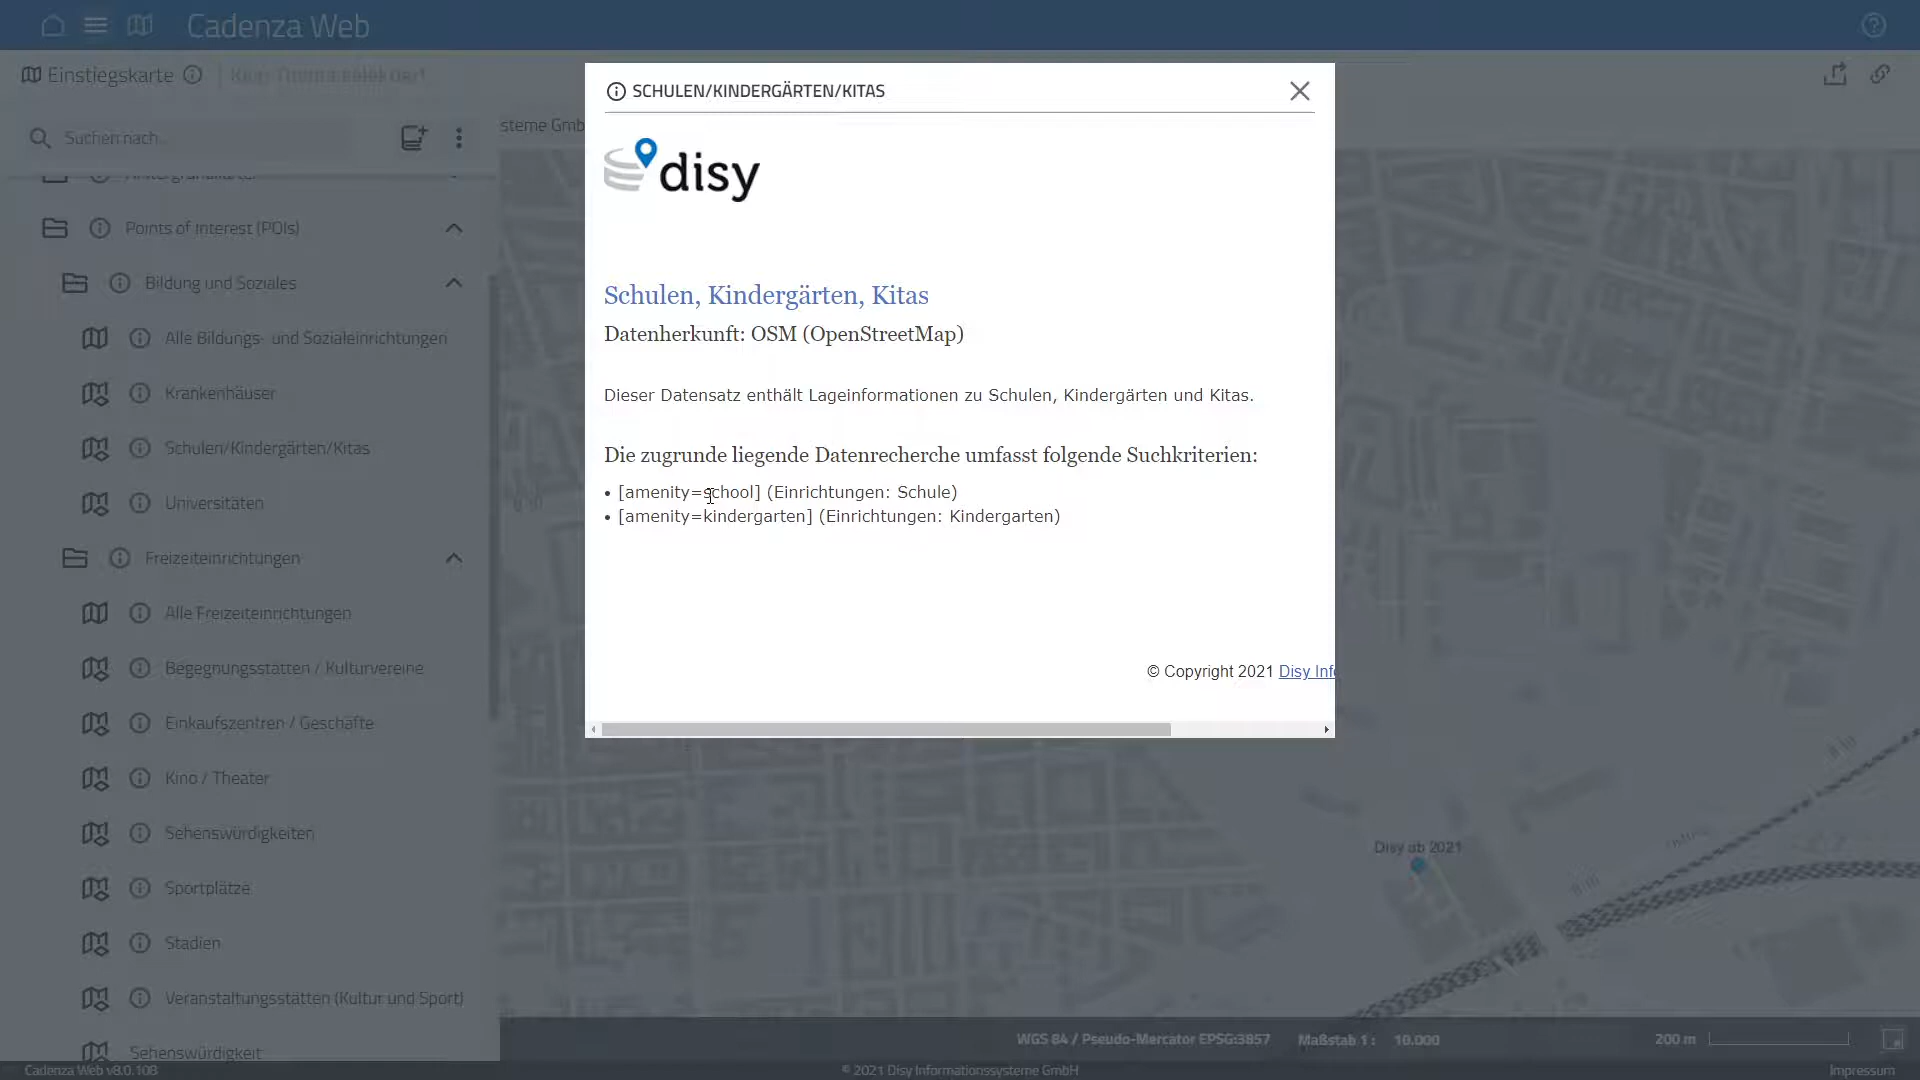 Cadenza Web
Einstiegskarte
Suchen nach...
steme Gmb
Points of Interest (POIs)
Bildung und Soziales
Alle Bildungs- und Sozialeinrichtungen
Krankenhäuser
Schulen/Kindergärten/Kitas
Universitäten
Freizeiteinrichtungen
Alle Freizeiteinrichtungen
Begegnungsstätten / Kulturvereine
Einkaufszentren / Geschäfte
Kino / Theater
Sehenswürdigkeiten
Sportplätze
Stadien
Veranstaltungsstätten (Kultur und Sport)
Sehenswürdigkeit
SCHULEN/KINDERGÄRTEN/KITAS
disy
Schulen, Kindergärten, Kitas
Datenherkunft: OSM (OpenStreetMap)
Dieser Datensatz enthält Lageinformationen zu Schulen, Kindergärten und Kitas.
Die zugrunde liegende Datenrecherche umfasst folgende Suchkriterien:
• [amenity=school] (Einrichtungen: Schule)
• [amenity=kindergarten] (Einrichtungen: Kindergarten)
© Copyright 2021 Disy Info
Disy ab 2021
WGS 84 / Pseudo-Mercator EPSG:3857 Maßstab 1 : 10.000 200 m
Cadenza Web v8.0.108 © 2021 Disy Informationssysteme GmbH Impressum